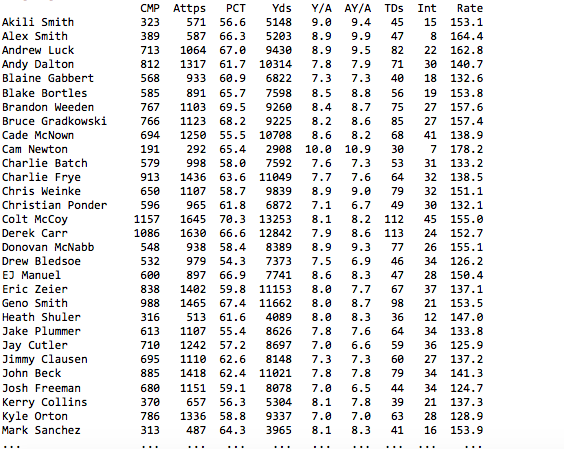 CMP Attps PCT Yds Y/A AY/A TDs Int Rate
Akili Smith 323 571 56.6 5148 9.0 9.4 45 15 153.1
Alex Smith 389 587 66.3 5203 8.9 9.9 47 8 164.4
Andrew Luck 713 1064 67.0 9430 8.9 9.5 82 22 162.8
Andy Dalton 812 1317 61.7 10314 7.8 7.9 71 30 140.7
Blaine Gabbert 568 933 60.9 6822 7.3 7.3 40 18 132.6
Blake Bortles 585 891 65.7 7598 8.5 8.8 56 19 153.8
Brandon Weeden 767 1103 69.5 9260 8.4 8.7 75 27 157.6
Bruce Gradkowski 766 1123 68.2 9225 8.2 8.6 85 27 157.4
Cade McNown 694 1250 55.5 10708 8.6 8.2 68 41 138.9
Cam Newton 191 292 65.4 2908 10.0 10.9 30 7 178.2
Charlie Batch 579 998 58.0 7592 7.6 7.3 53 31 133.2
Charlie Frye 913 1436 63.6 11049 7.7 7.6 64 32 138.5
Chris Weinke 650 1107 58.7 9839 8.9 9.0 79 32 151.1
Christian Ponder 596 965 61.8 6872 7.1 6.7 49 30 132.1
Colt McCoy 1157 1645 70.3 13253 8.1 8.2 112 45 155.0
Derek Carr 1086 1630 66.6 12842 7.9 8.6 113 24 152.7
Donovan McNabb 548 938 58.4 8389 8.9 9.3 77 26 155.1
Drew Bledsoe 532 979 54.3 7373 7.5 6.9 46 34 126.2
EJ Manuel 600 897 66.9 7741 8.6 8.3 47 28 150.4
Eric Zeier 838 1402 59.8 11153 8.0 7.7 67 37 137.1
Geno Smith 988 1465 67.4 11662 8.0 8.7 98 21 153.5
Heath Shuler 316 513 61.6 4089 8.0 8.3 36 12 147.0
Jake Plummer 613 1107 55.4 8626 7.8 7.6 64 34 133.8
Jay Cutler 710 1242 57.2 8697 7.0 6.6 59 36 125.9
Jimmy Clausen 695 1110 62.6 8148 7.3 7.3 60 27 137.2
John Beck 885 1418 62.4 11021 7.8 7.8 79 34 141.3
Josh Freeman 680 1151 59.1 8078 7.0 6.5 44 34 124.7
Kerry Collins 370 657 56.3 5304 8.1 7.8 39 21 137.3
Kyle Orton 786 1336 58.8 9337 7.0 7.0 63 28 128.9
Mark Sanchez 313 487 64.3 3965 8.1 8.3 41 16 153.9
... ... ... ... ... ... ... ... ... ...